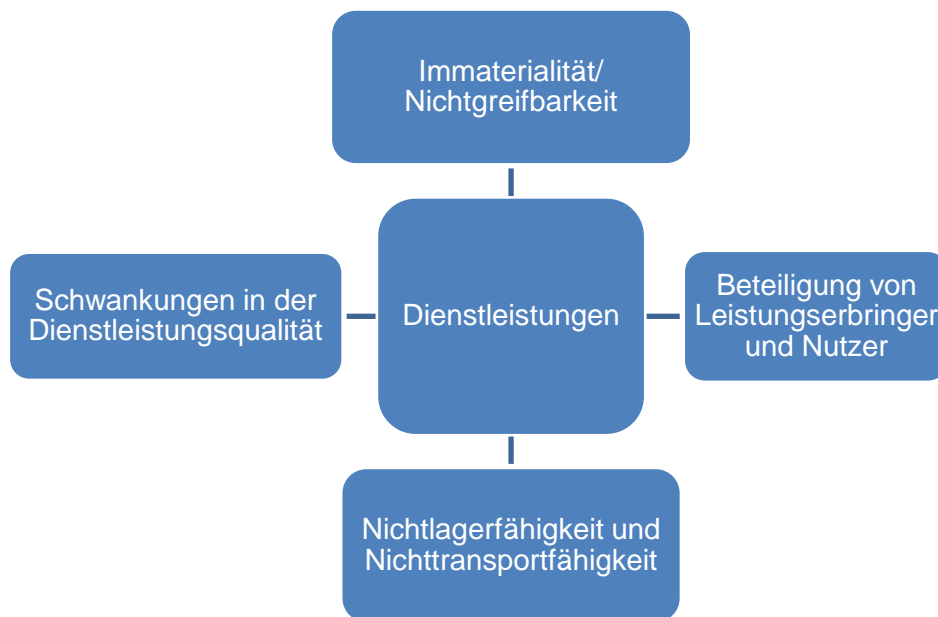 Immaterialität/
Nichtgreifbarkeit
Schwankungen in der
Dienstleistungsqualität
Dienstleistungen
Beteiligung von
Leistungserbringer
und Nutzer
Nichtlagerfähigkeit und
Nichttransportfähigkeit